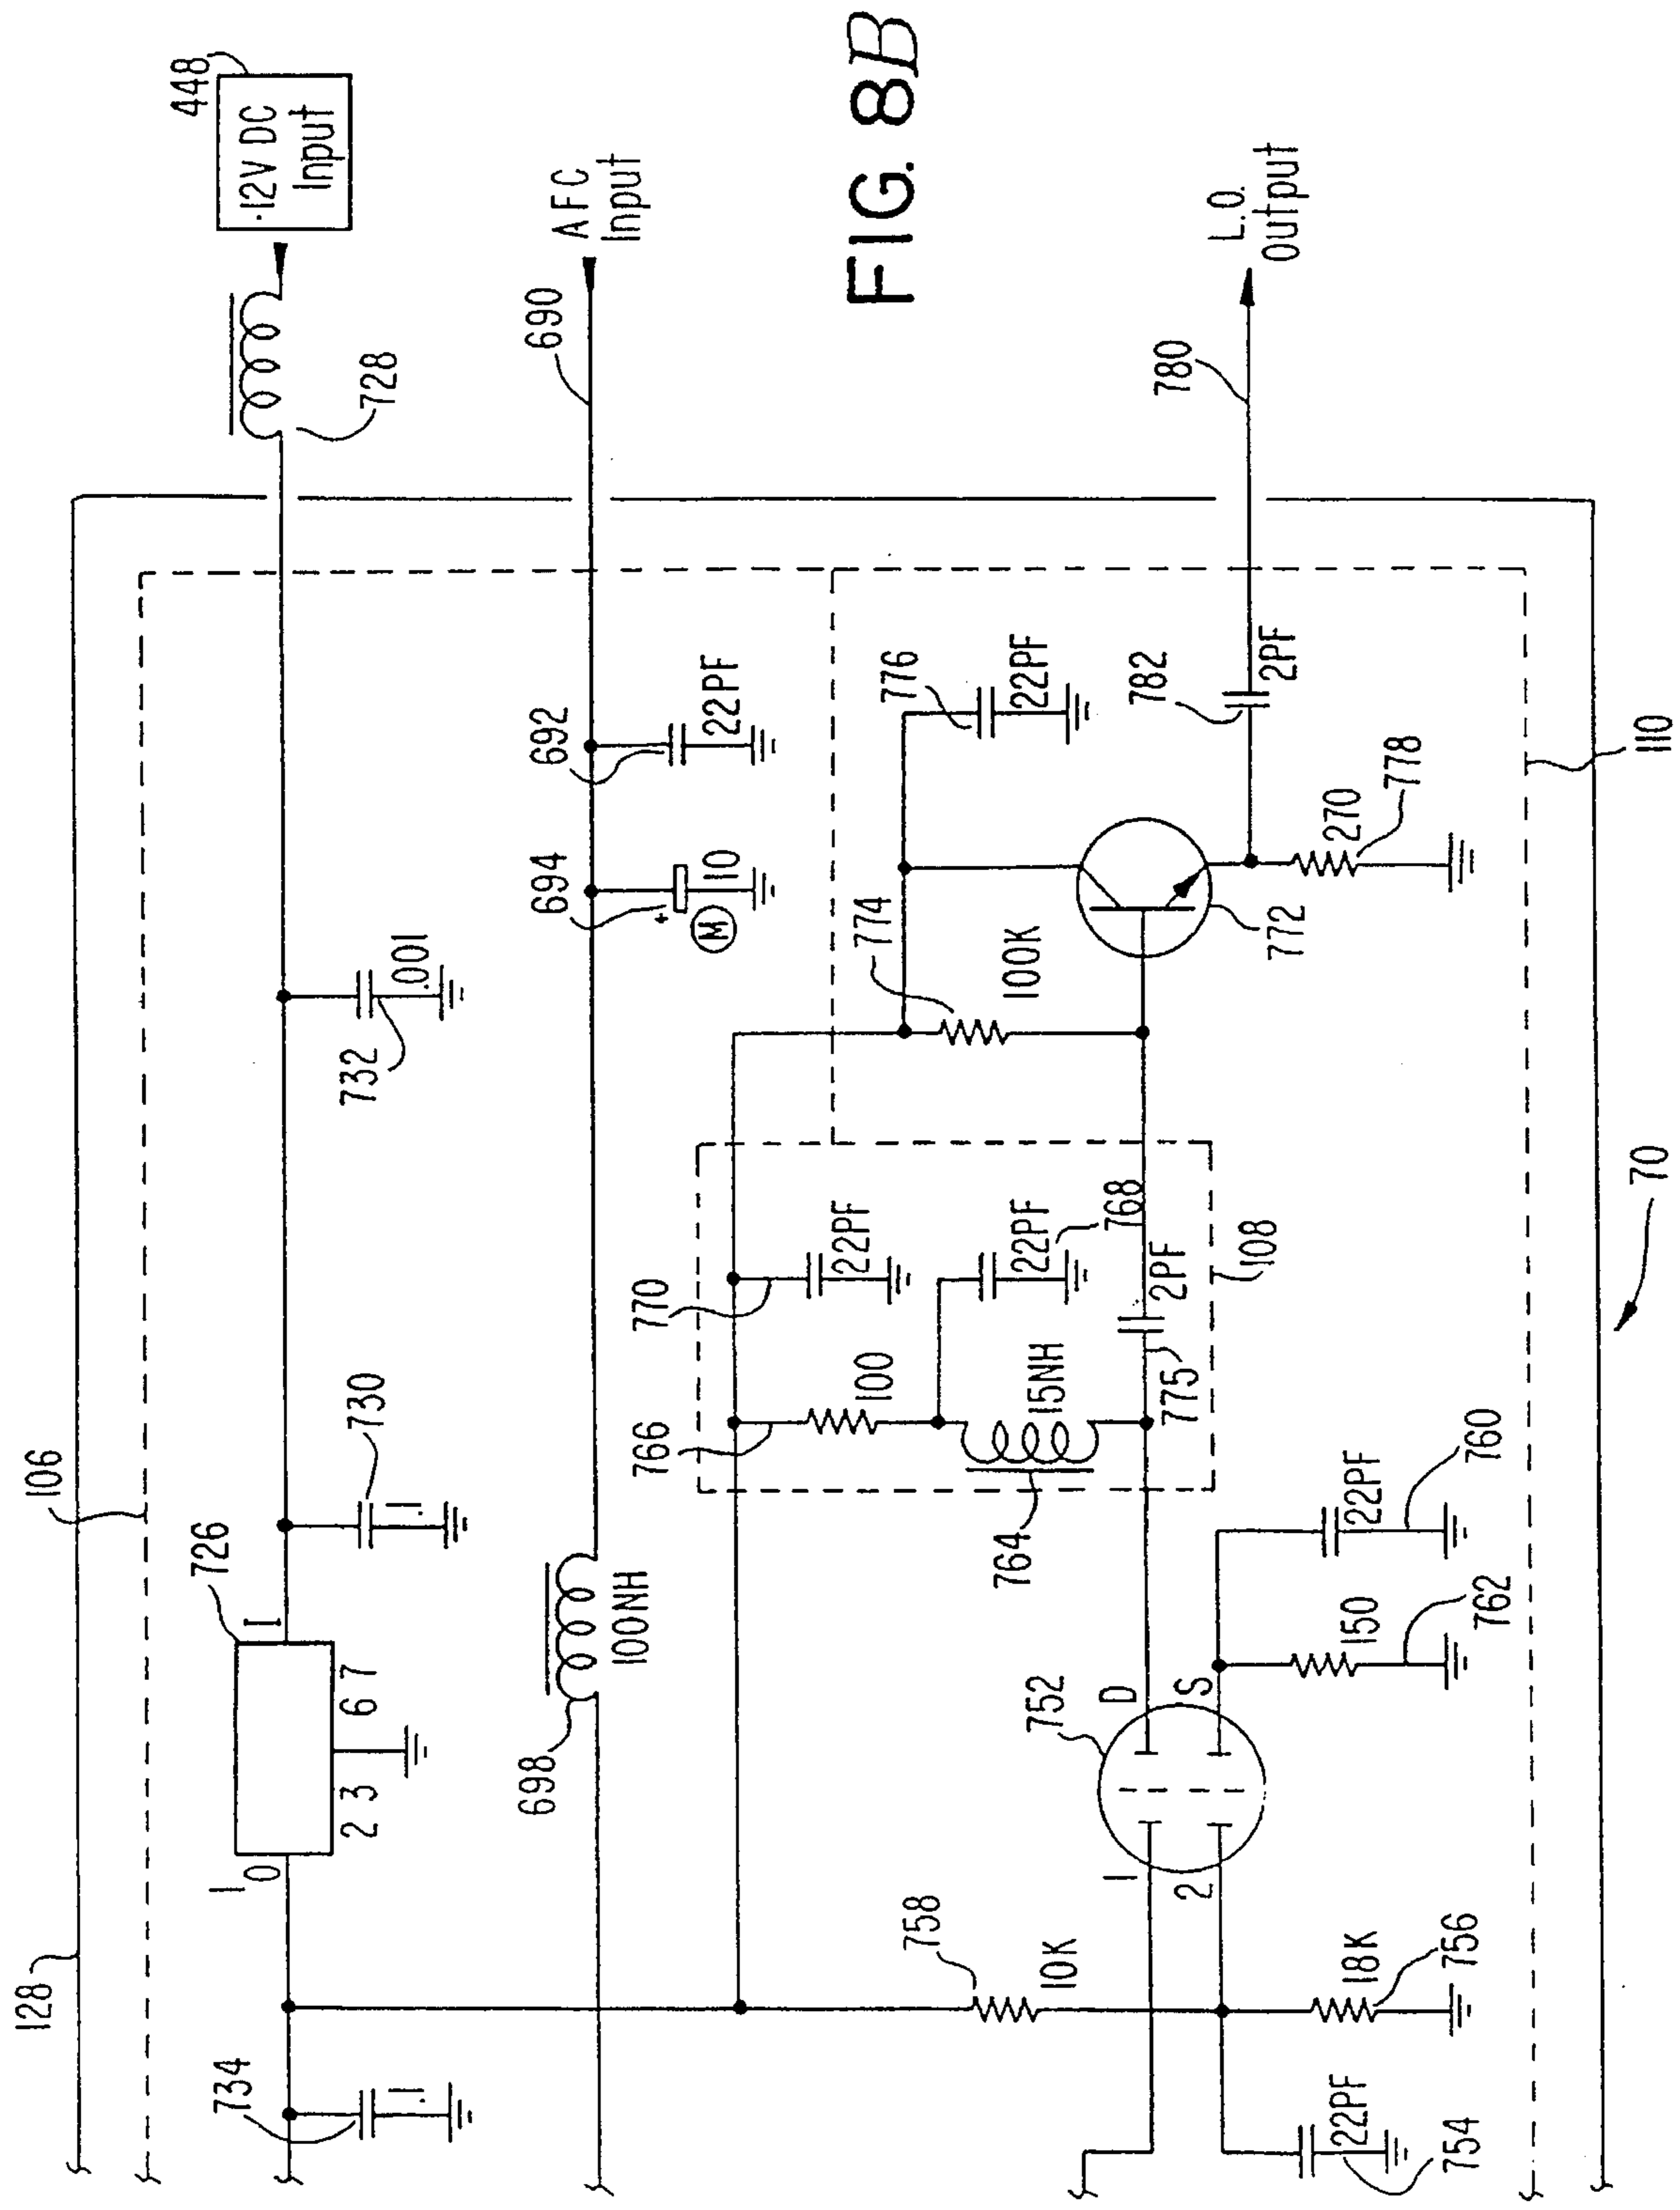 448
·12V DC
Input
728
AFC
Input
690
FIG. 8B
L.O.
output
780
106
128
726
I
1
O
2 3
6 7
730
.1
732
.001
734
.1
698
100NH
694
+
M
10
692
22PF
766
100
770
22PF
22PF
768
764
15NH
775
2PF
108
774
100K
776
22PF
782
2PF
772
270
778
110
70
752
D
S
1
2
150
762
22PF
760
758
10K
18K
756
22PF
754